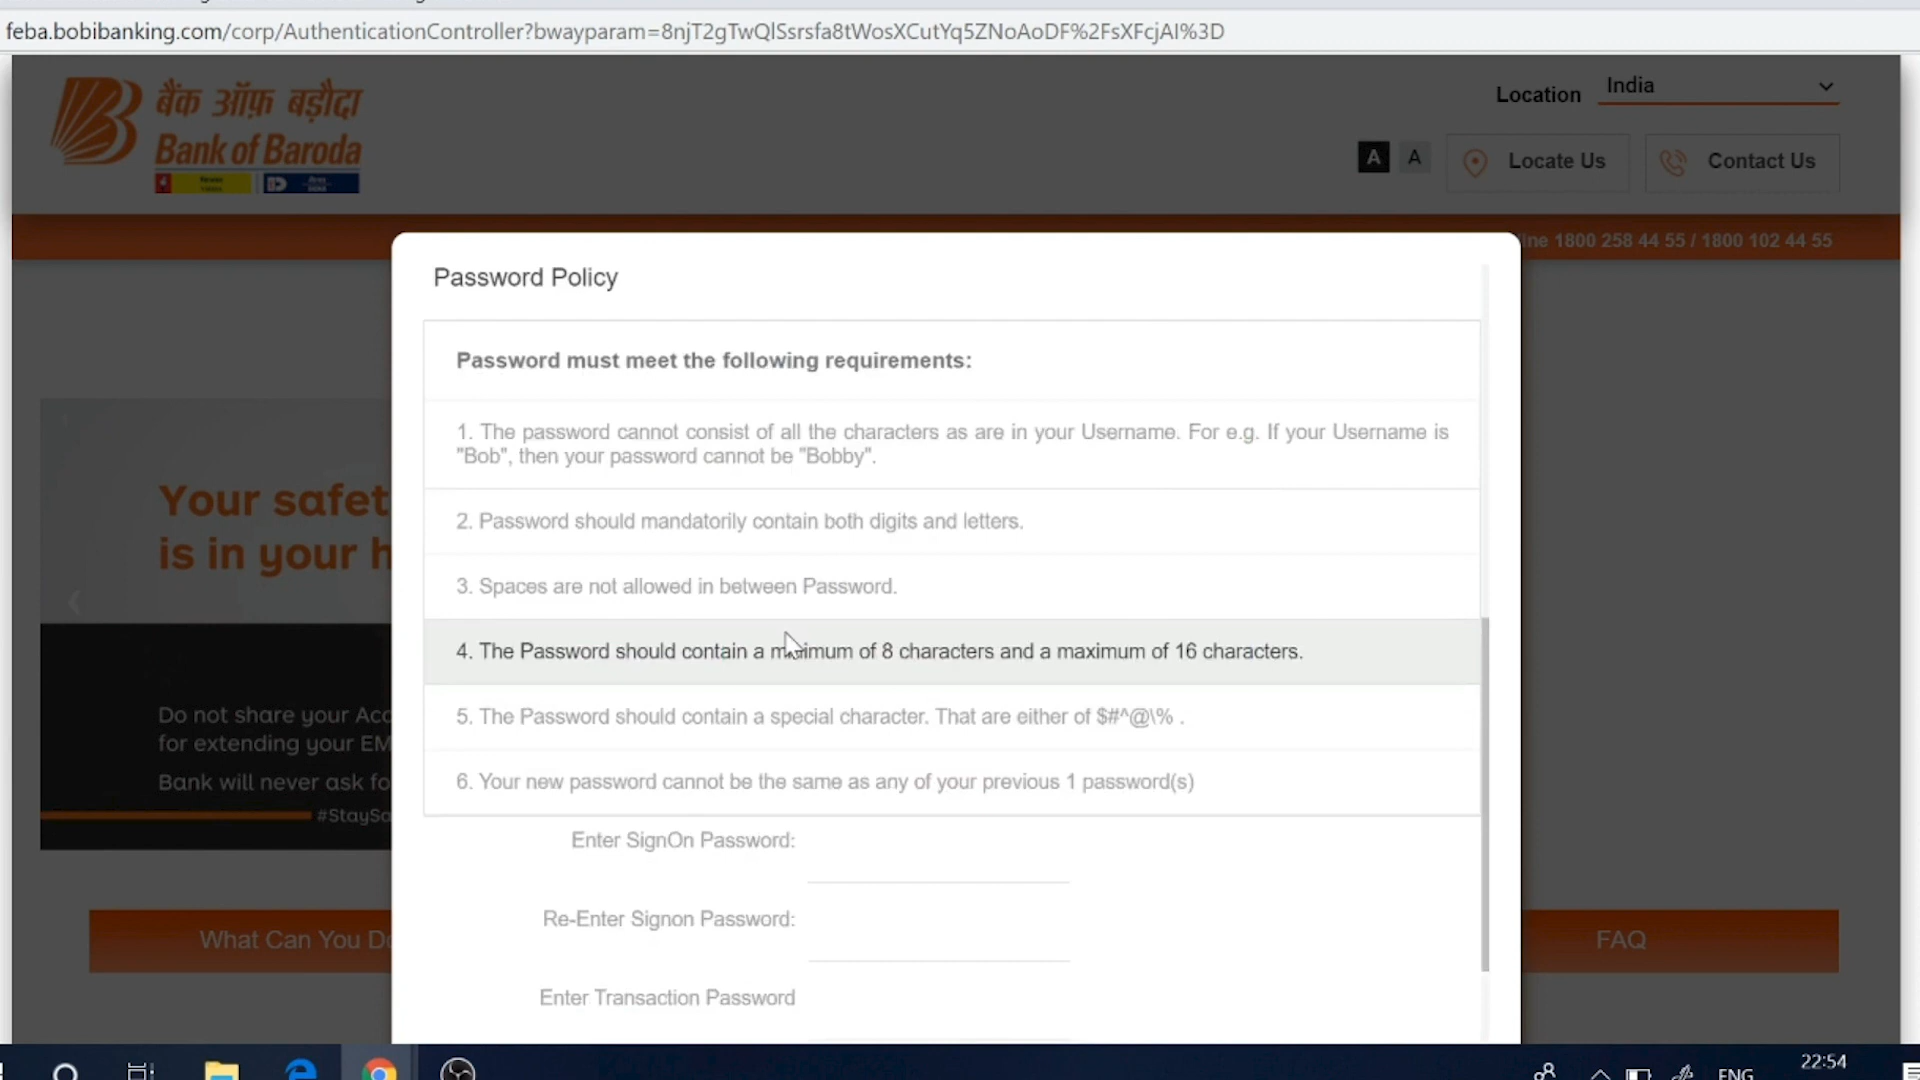 feba.bobibanking.com/corp/AuthenticationController?bwayparam=8njT2gTwQlSsrsfa8tWosXCutYq5ZNoAoDF%2FsXFcjAI%3D
बैंक ऑफ़ बड़ौदा
Bank of Baroda
Location India
A A Locate Us Contact Us
ine 1800 258 44 55 / 1800 102 44 55
Password Policy
Password must meet the following requirements:
1. The password cannot consist of all the characters as are in your Username. For e.g. If your Username is
"Bob", then your password cannot be "Bobby".
2. Password should mandatorily contain both digits and letters.
3. Spaces are not allowed in between Password.
4. The Password should contain a minimum of 8 characters and a maximum of 16 characters.
5. The Password should contain a special character. That are either of $#^@\% .
6. Your new password cannot be the same as any of your previous 1 password(s)
Enter SignOn Password:
Re-Enter Signon Password:
Enter Transaction Password
Your safet
is in your h
Do not share your Acc
for extending your EM
Bank will never ask fo
#StaySa
What Can You Do
FAQ
ENG
22:54